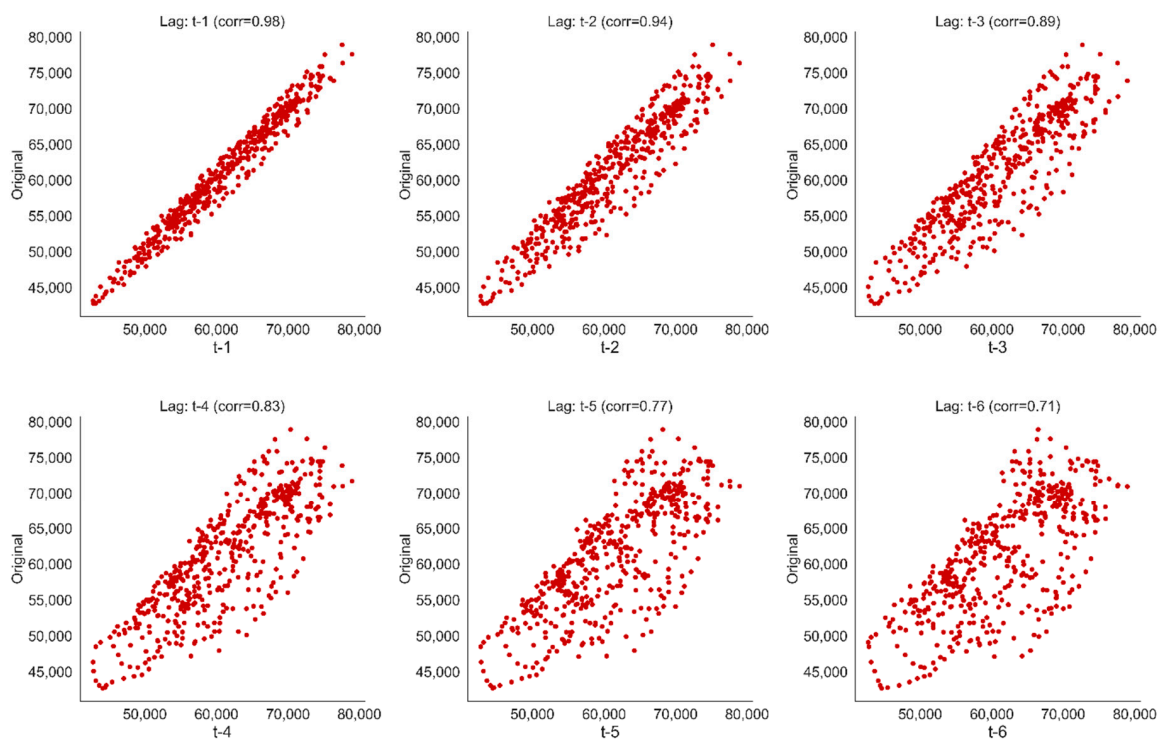 Lag: t-1 (corr=0.98)
Original
80,000
75,000
70,000
65,000
60,000
55,000
50,000
45,000
50,000 60,000 70,000 80,000
t-1
Lag: t-2 (corr=0.94)
Original
80,000
75,000
70,000
65,000
60,000
55,000
50,000
45,000
50,000 60,000 70,000 80,000
t-2
Lag: t-3 (corr=0.89)
Original
80,000
75,000
70,000
65,000
60,000
55,000
50,000
45,000
50,000 60,000 70,000 80,000
t-3
Lag: t-4 (corr=0.83)
Original
80,000
75,000
70,000
65,000
60,000
55,000
50,000
45,000
50,000 60,000 70,000 80,000
t-4
Lag: t-5 (corr=0.77)
Original
80,000
75,000
70,000
65,000
60,000
55,000
50,000
45,000
50,000 60,000 70,000 80,000
t-5
Lag: t-6 (corr=0.71)
Original
80,000
75,000
70,000
65,000
60,000
55,000
50,000
45,000
50,000 60,000 70,000 80,000
t-6